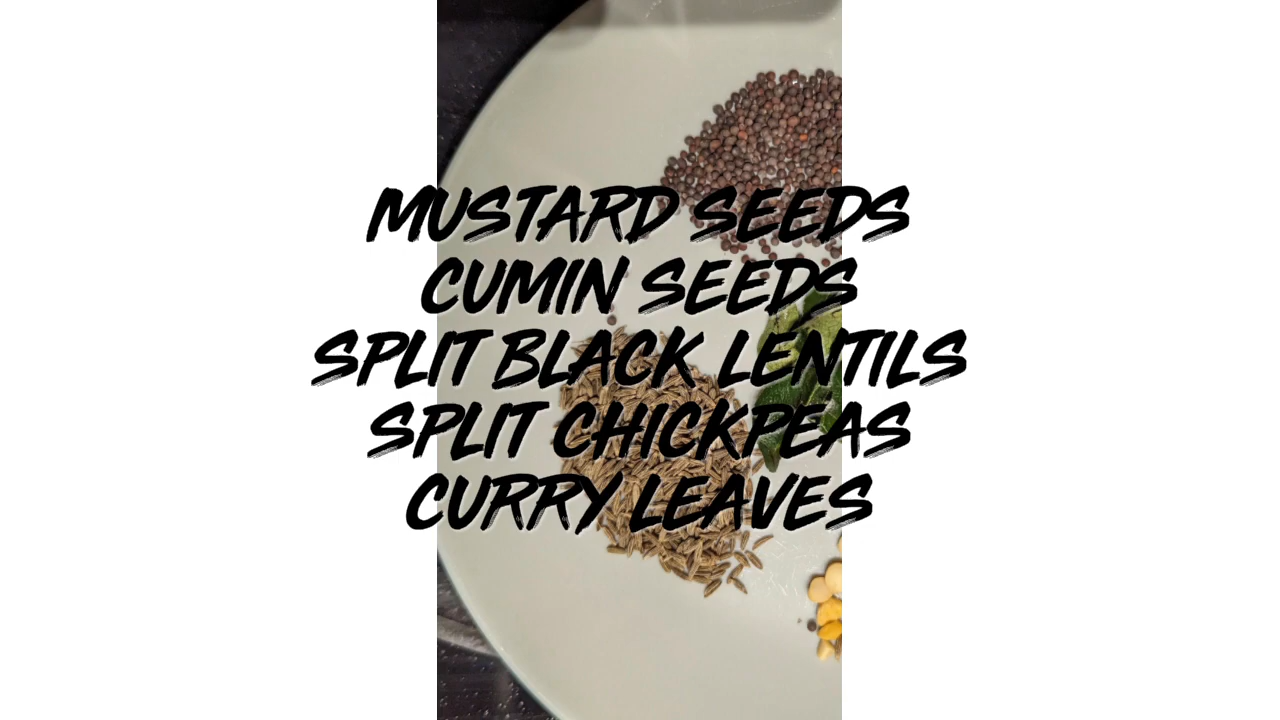 MUSTARD SEEDS
CUMIN SEEDS
SPLIT BLACK LENTILS
SPLIT CHICKPEAS
CURRY LEAVES